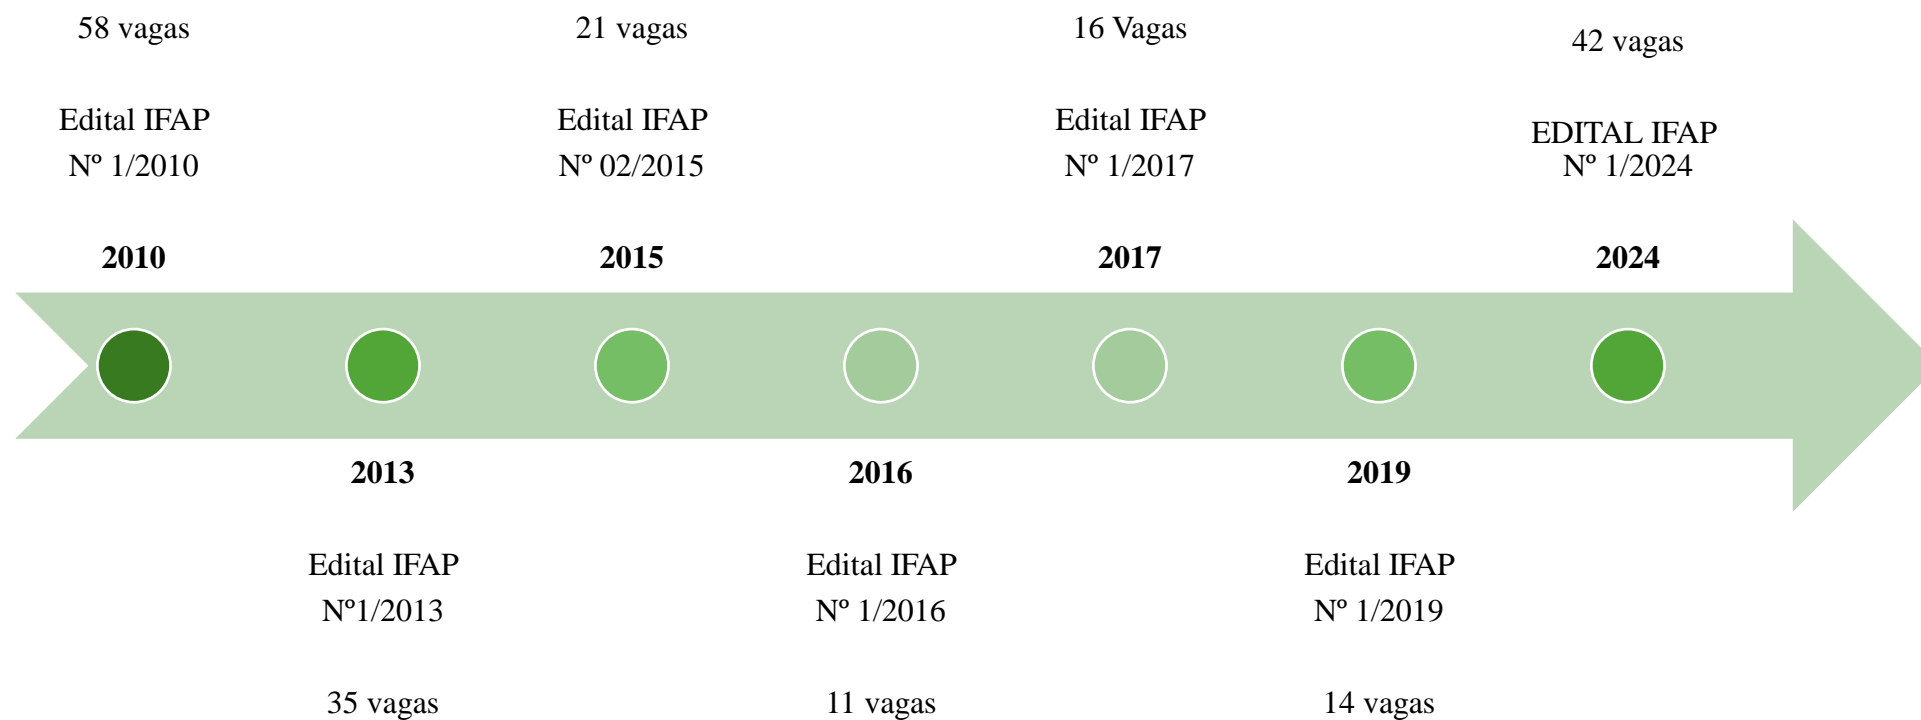 58 vagas
Edital IFAP
Nº 1/2010
2010
2013
Edital IFAP
Nº1/2013
35 vagas
21 vagas
Edital IFAP
Nº 02/2015
2015
2016
Edital IFAP
Nº 1/2016
11 vagas
16 Vagas
Edital IFAP
Nº 1/2017
2017
2019
Edital IFAP
Nº 1/2019
14 vagas
42 vagas
EDITAL IFAP
Nº 1/2024
2024